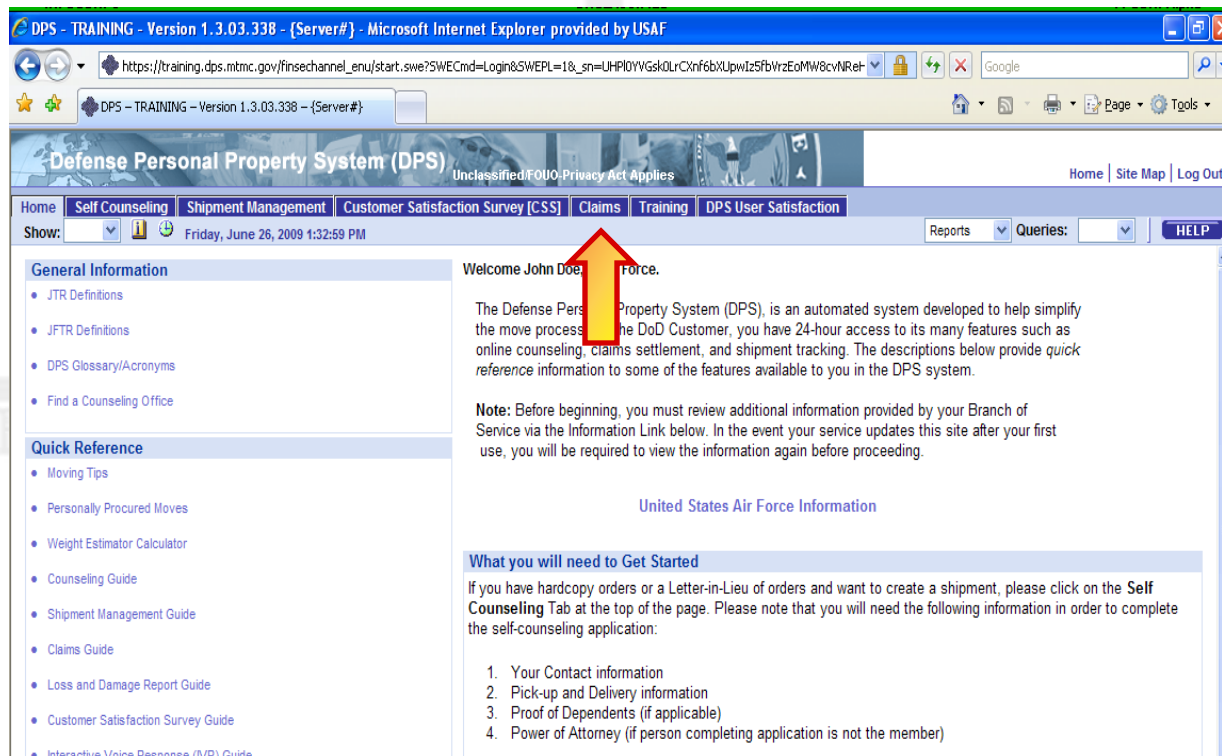 DPS - TRAINING - Version 1.3.03.338 - {Server#} - Microsoft Internet Explorer provided by USAF
https://training.dps.mtmc.gov/finsechannel_enu/start.swe?SWECmd=Login&SWEPL=1&_sn=UHPl0YVGsk0LrCXnf6bXUpwIz5fbVrzEoMW8cvNReH
Google
DPS – TRAINING – Version 1.3.03.338 – {Server#}
Page
Tools
Defense Personal Property System (DPS)
Unclassified/FOUO-Privacy Act Applies
Home | Site Map | Log Out
Home Self Counseling Shipment Management Customer Satisfaction Survey [CSS] Claims Training DPS User Satisfaction
Show: Friday, June 26, 2009 1:32:59 PM Reports Queries: HELP
General Information
JTR Definitions
JFTR Definitions
DPS Glossary/Acronyms
Find a Counseling Office
Quick Reference
Moving Tips
Personally Procured Moves
Weight Estimator Calculator
Counseling Guide
Shipment Management Guide
Claims Guide
Loss and Damage Report Guide
Customer Satisfaction Survey Guide
Interactive Voice Response (IVR) Guide
Welcome John Doe, Force.
The Defense Pers Property System (DPS), is an automated system developed to help simplify
the move process he DoD Customer, you have 24-hour access to its many features such as
online counseling, claims settlement, and shipment tracking. The descriptions below provide quick
reference information to some of the features available to you in the DPS system.
Note: Before beginning, you must review additional information provided by your Branch of
Service via the Information Link below. In the event your service updates this site after your first
use, you will be required to view the information again before proceeding.
United States Air Force Information
What you will need to Get Started
If you have hardcopy orders or a Letter-in-Lieu of orders and want to create a shipment, please click on the Self
Counseling Tab at the top of the page. Please note that you will need the following information in order to complete
the self-counseling application:
1. Your Contact information
2. Pick-up and Delivery information
3. Proof of Dependents (if applicable)
4. Power of Attorney (if person completing application is not the member)